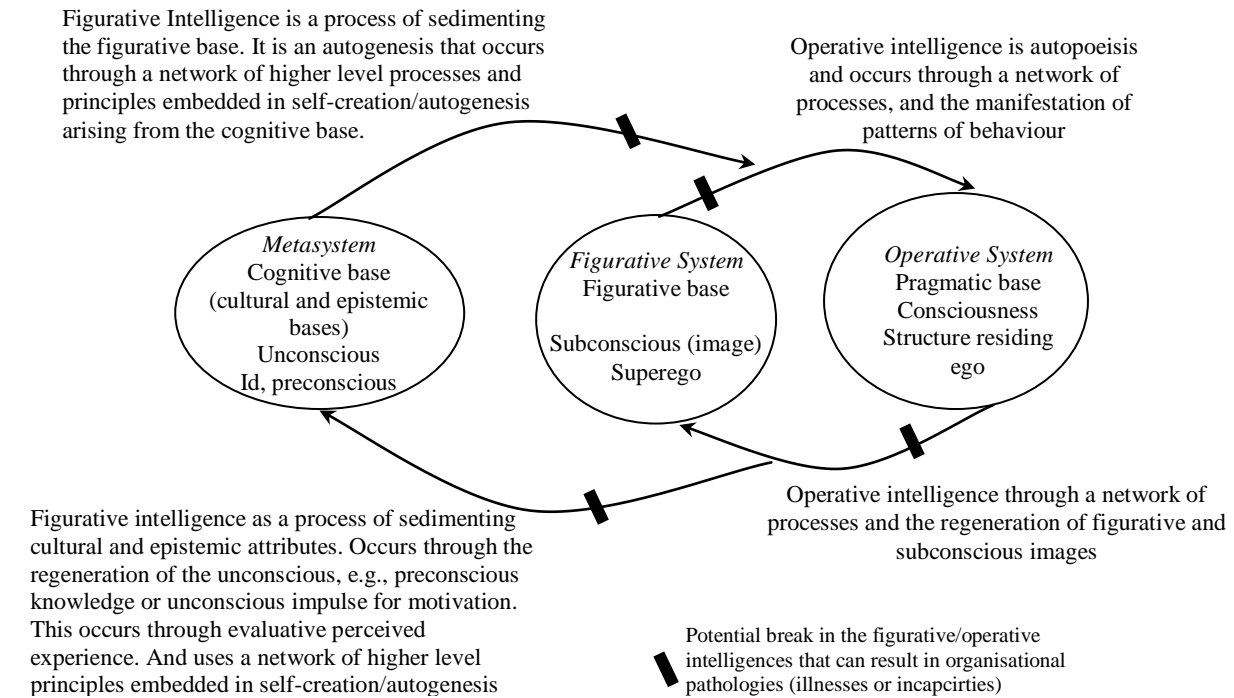 Figurative Intelligence is a process of sedimenting
the figurative base. It is an autogenesis that occurs
through a network of higher level processes and
principles embedded in self-creation/autogenesis
arising from the cognitive base.
Operative intelligence is autopoeisis
and occurs through a network of
processes, and the manifestation of
patterns of behaviour
Metasystem
Cognitive base
(cultural and epistemic
bases)
Unconscious
Id, preconscious
Figurative System
Figurative base
Subconscious (image)
Superego
Operative System
Pragmatic base
Consciousness
Structure residing
ego
Operative intelligence through a network of
processes and the regeneration of figurative and
subconscious images
Figurative intelligence as a process of sedimenting
cultural and epistemic attributes. Occurs through the
regeneration of the unconscious, e.g., preconscious
knowledge or unconscious impulse for motivation.
This occurs through evaluative perceived
experience. And uses a network of higher level
principles embedded in self-creation/autogenesis
Potential break in the figurative/operative
intelligences that can result in organisational
pathologies (illnesses or incapcirties)